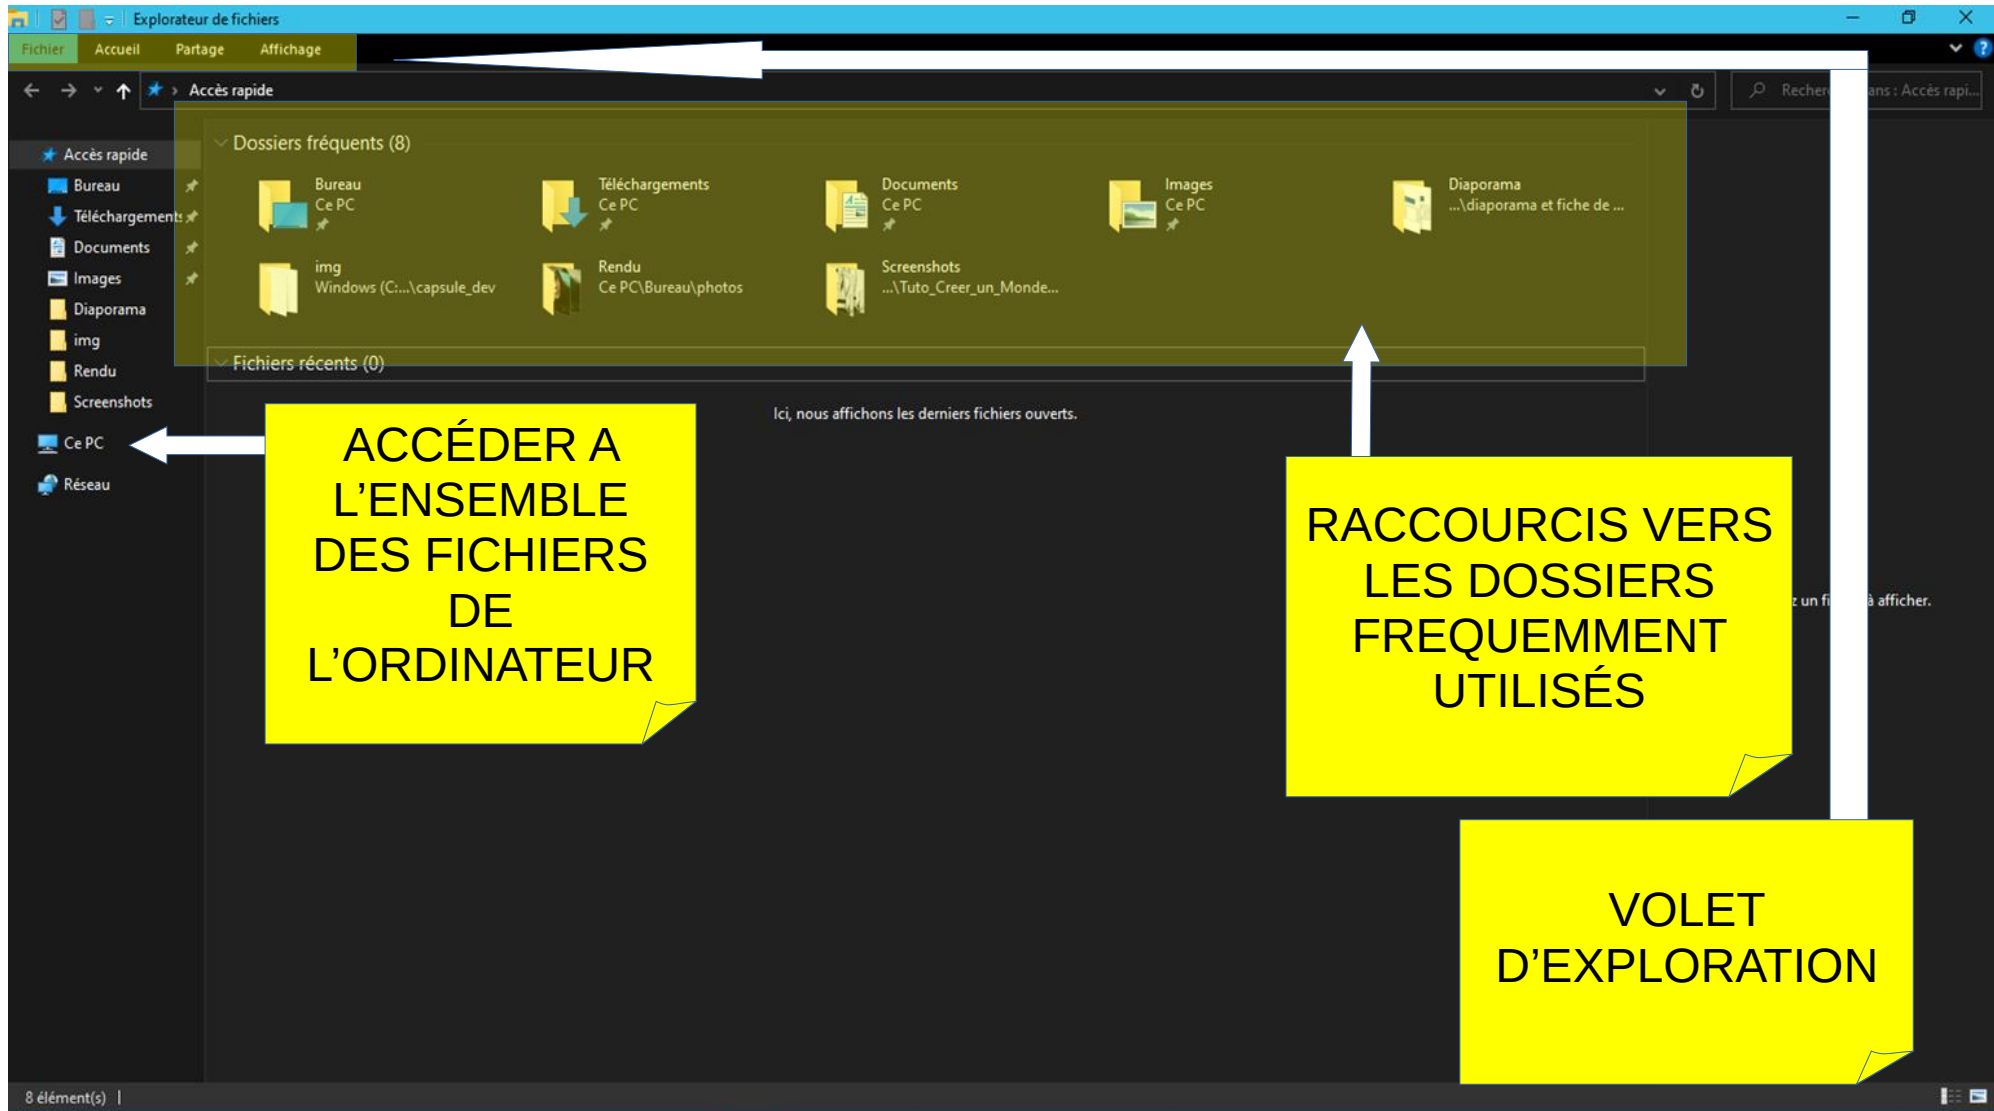 Explorateur de fichiers
Fichier Accueil Partage Affichage
Accès rapide
Accès rapi...
Accès rapide
Bureau
Téléchargements
Documents
Images
Diaporama
img
Rendu
Screenshots
Ce PC
Réseau
Dossiers fréquents (8)
Bureau
Ce PC
Téléchargements
Ce PC
Documents
Ce PC
Images
Ce PC
Diaporama
...\diaporama et fiche de ...
img
Windows (C:...\capsule_dev
Rendu
Ce PC\Bureau\photos
Screenshots
...\Tuto_Creer_un_Monde...
Fichiers récents (0)
Ici, nous affichons les derniers fichiers ouverts.
ACCÉDER A
L’ENSEMBLE
DES FICHIERS
DE
L’ORDINATEUR
RACCOURCIS VERS
LES DOSSIERS
FREQUEMMENT
UTILISÉS
un à afficher.
VOLET
D’EXPLORATION
8 élément(s)